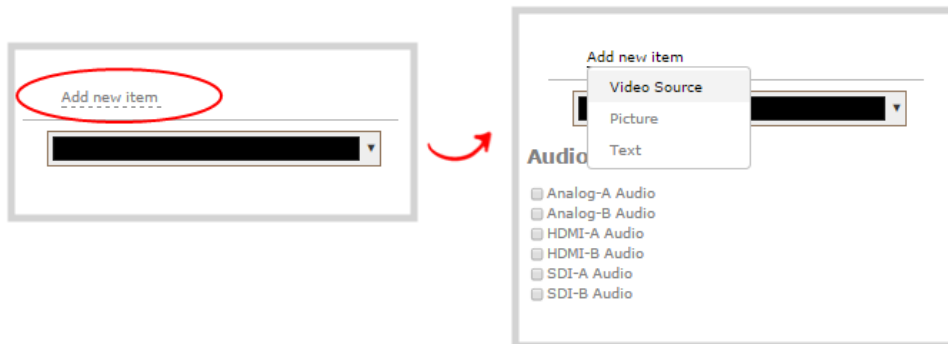 Add new item
Add new item
Video Source
Picture
Text
Audio
Analog-A Audio
Analog-B Audio
HDMI-A Audio
HDMI-B Audio
SDI-A Audio
SDI-B Audio